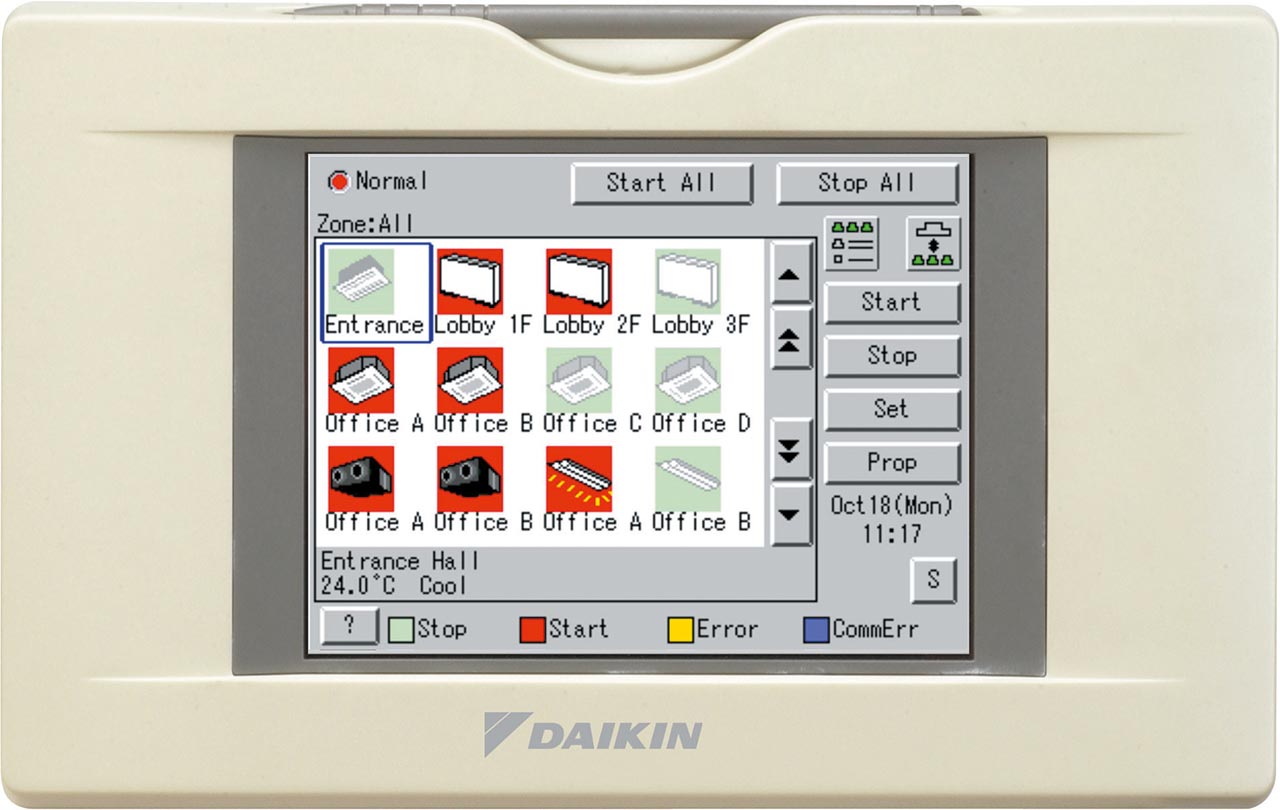 Normal
Start All
Stop All
Zone:All
Entrance
Lobby 1F
Lobby 2F
Lobby 3F
Office A
Office B
Office C
Office D
Office A
Office B
Office A
Office B
Entrance Hall
24.0°C Cool
Start
Stop
Set
Prop
Oct18(Mon)
11:17
S
?
Stop
Start
Error
CommErr
DAIKIN